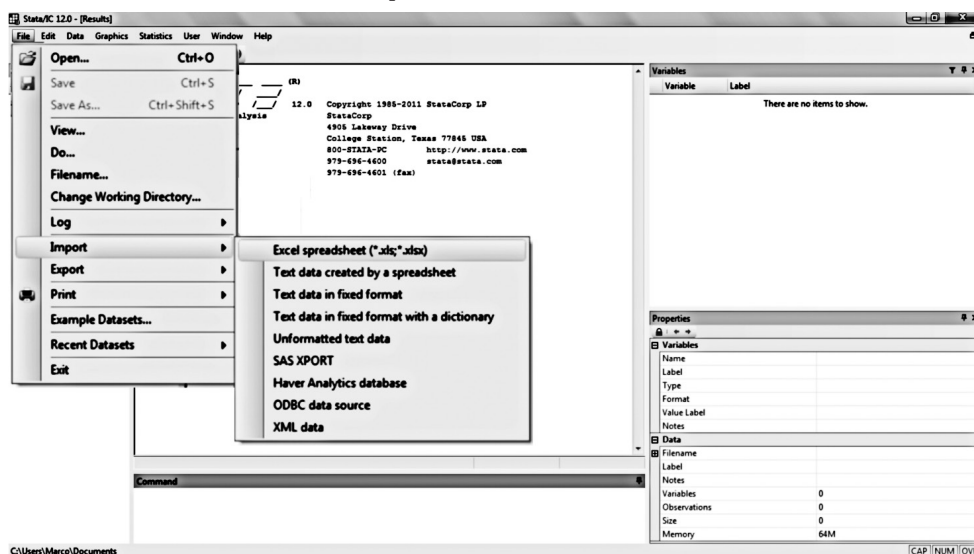 Stata/IC 12.0 - [Results]
File Edit Data Graphics Statistics User Window Help
Open... Ctrl+O
Save Ctrl+S
Save As... Ctrl+Shift+S
View...
Do...
Filename...
Change Working Directory...
Log
Import
Export
Print
Example Datasets...
Recent Datasets
Exit
Excel spreadsheet (*.xls;*.xlsx)
Text data created by a spreadsheet
Text data in fixed format
Text data in fixed format with a dictionary
Unformatted text data
SAS XPORT
Haver Analytics database
ODBC data source
XML data
(R)
12.0 Copyright 1985-2011 StataCorp LP
alysis StataCorp
4905 Lakeway Drive
College Station, Texas 77845 USA
800-STATA-PC http://www.stata.com
979-696-4600 stata@stata.com
979-696-4601 (fax)
Command
Variables
Variable Label
There are no items to show.
Properties
Variables
Name
Label
Type
Format
Value Label
Notes
Data
Filename
Label
Notes
Variables 0
Observations 0
Size 0
Memory 64M
C:\Users\Marco\Documents
CAP NUM OV